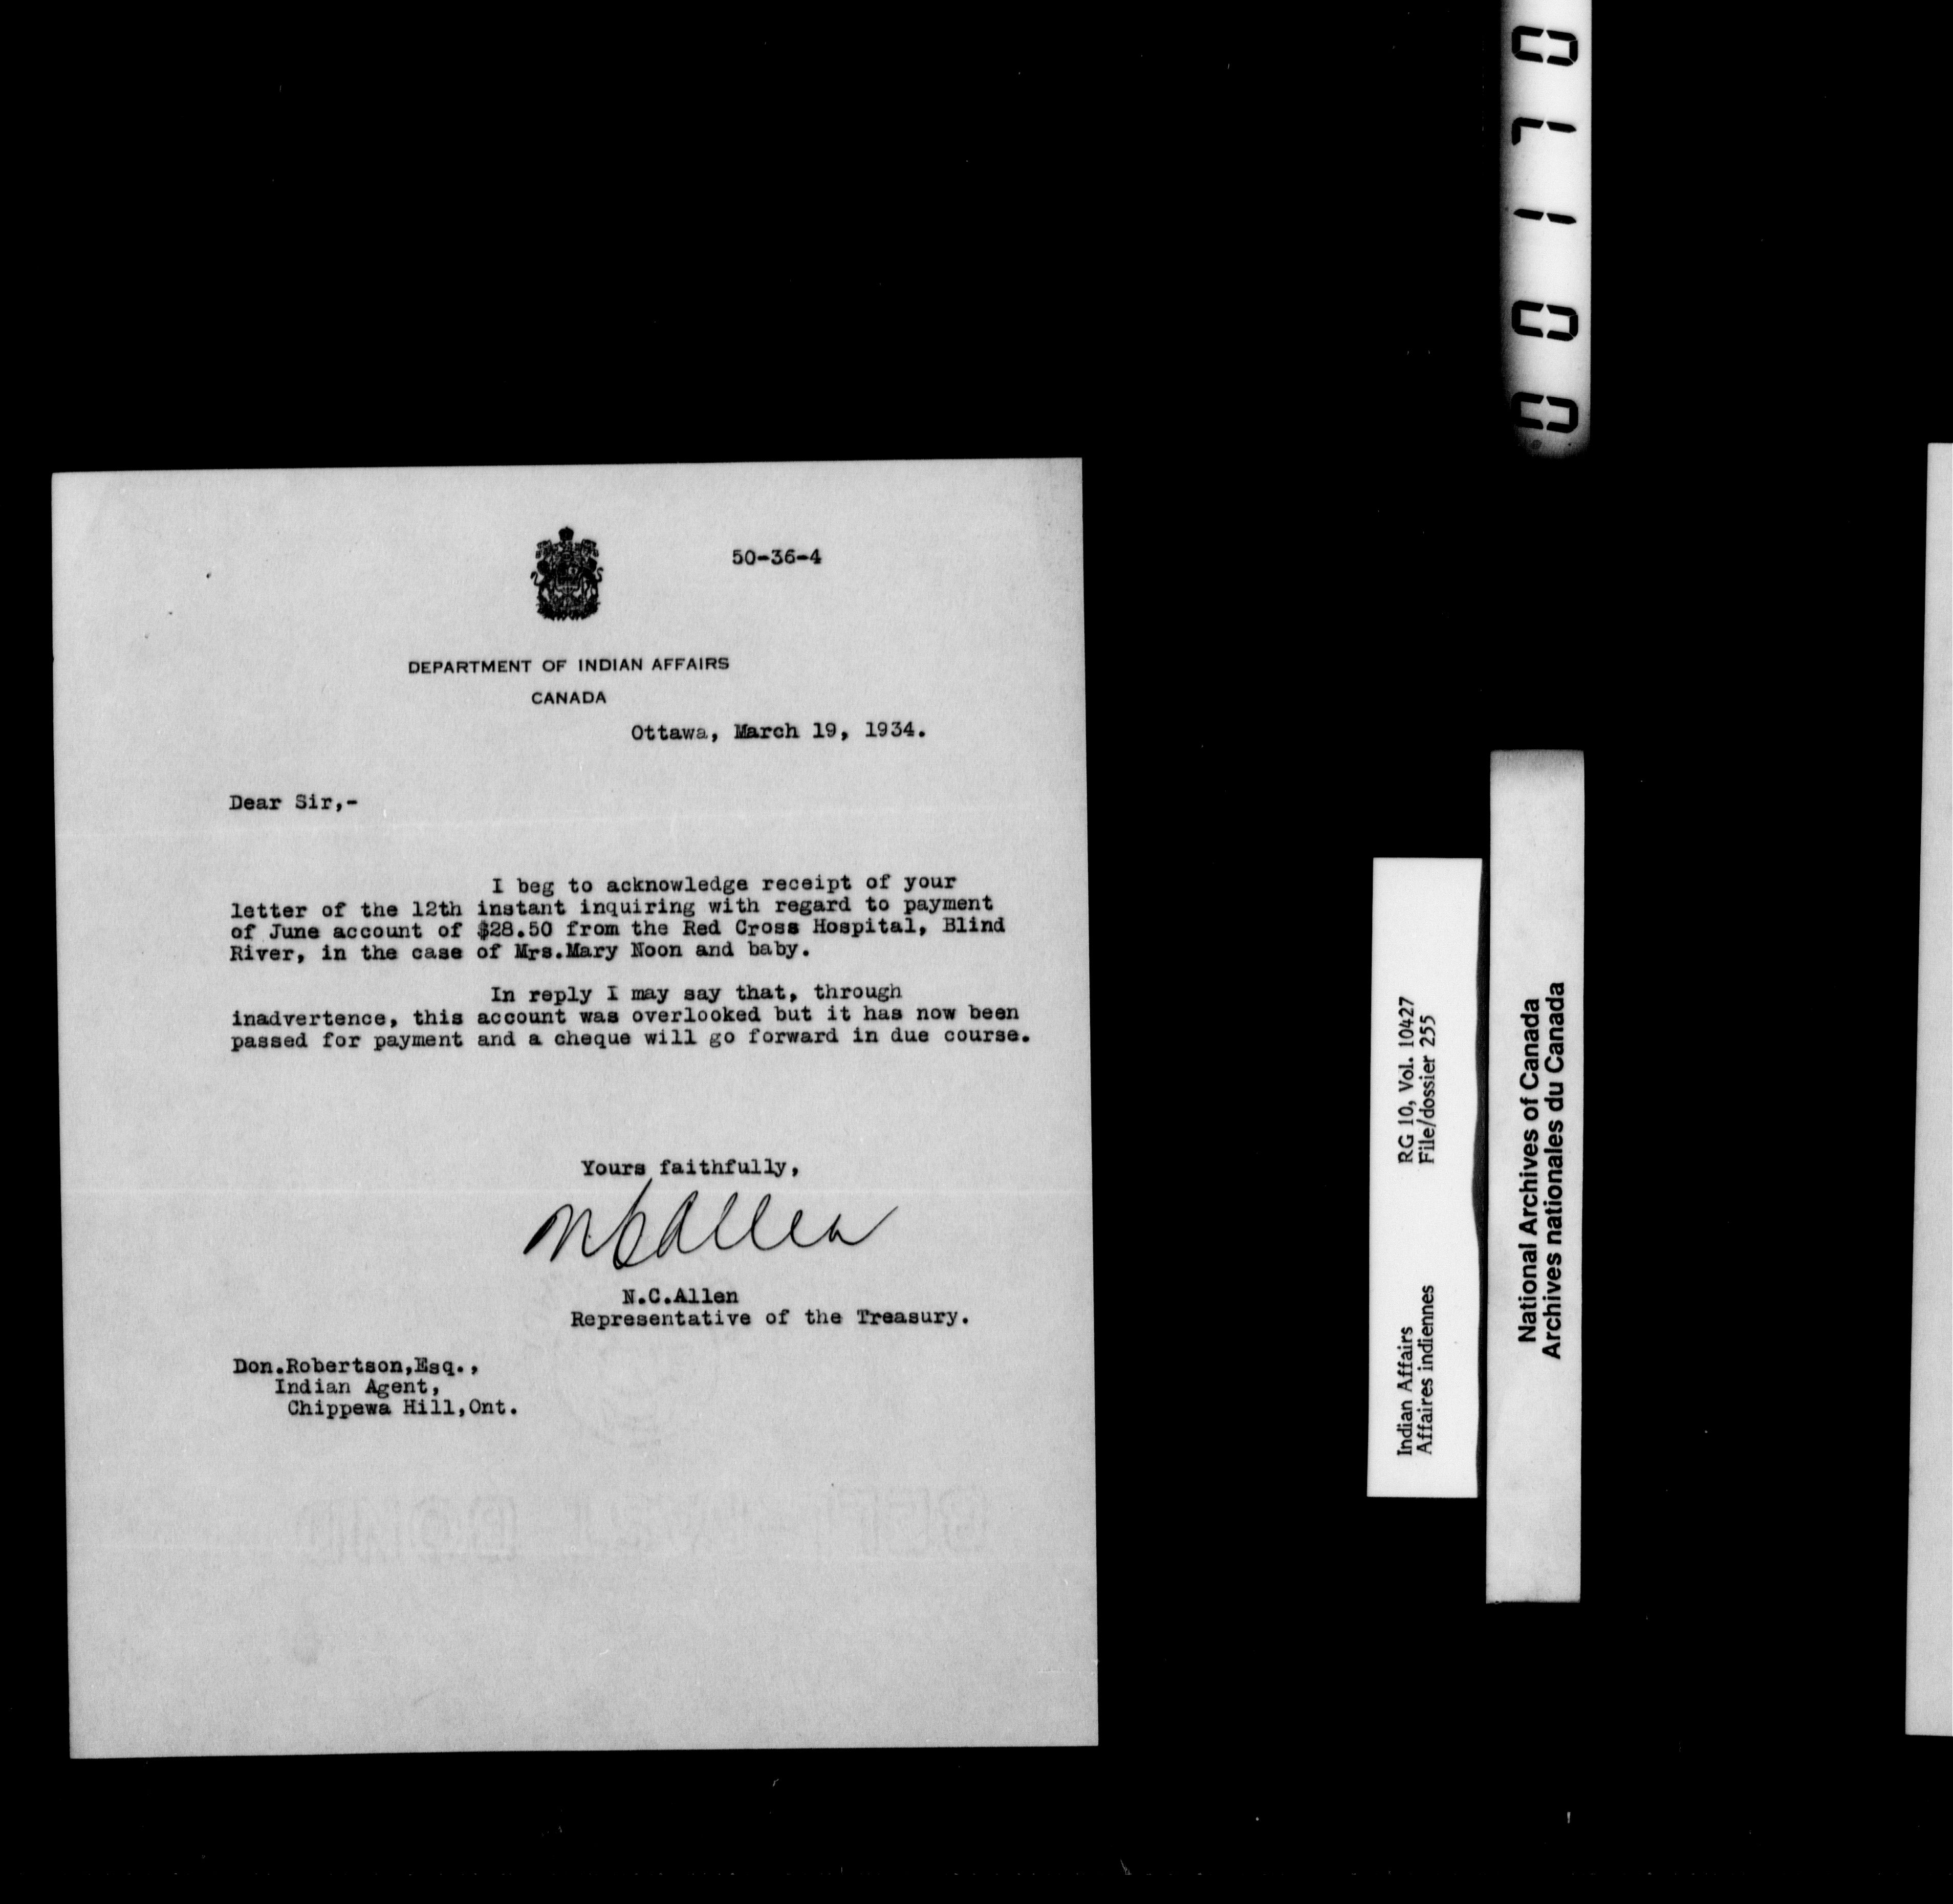 50-36-4
DEPARTMENT OF INDIAN AFFAIRS
CANADA
Ottawa, March 19, 1934.
Dear Sir,-
I beg to acknowledge receipt of your
letter of the 12th instant inquiring with regard to payment
of June account of $28.50 from the Red Cross Hospital, Blind
River, in the case of Mrs.Mary Noon and baby.
In reply I may say that, through
inadvertence, this account was overlooked but it has now been
passed for payment and a cheque will go forward in due course.
Yours faithfully,
N C Allen
N.C.Allen
Representative of the Treasury.
Don.Robertson,Esq.,
Indian Agent,
Chippewa Hill,Ont.
00170
Indian Affairs RG 10, Vol. 10427
Affaires indiennes File/dossier 255
National Archives of Canada
Archives nationales du Canada